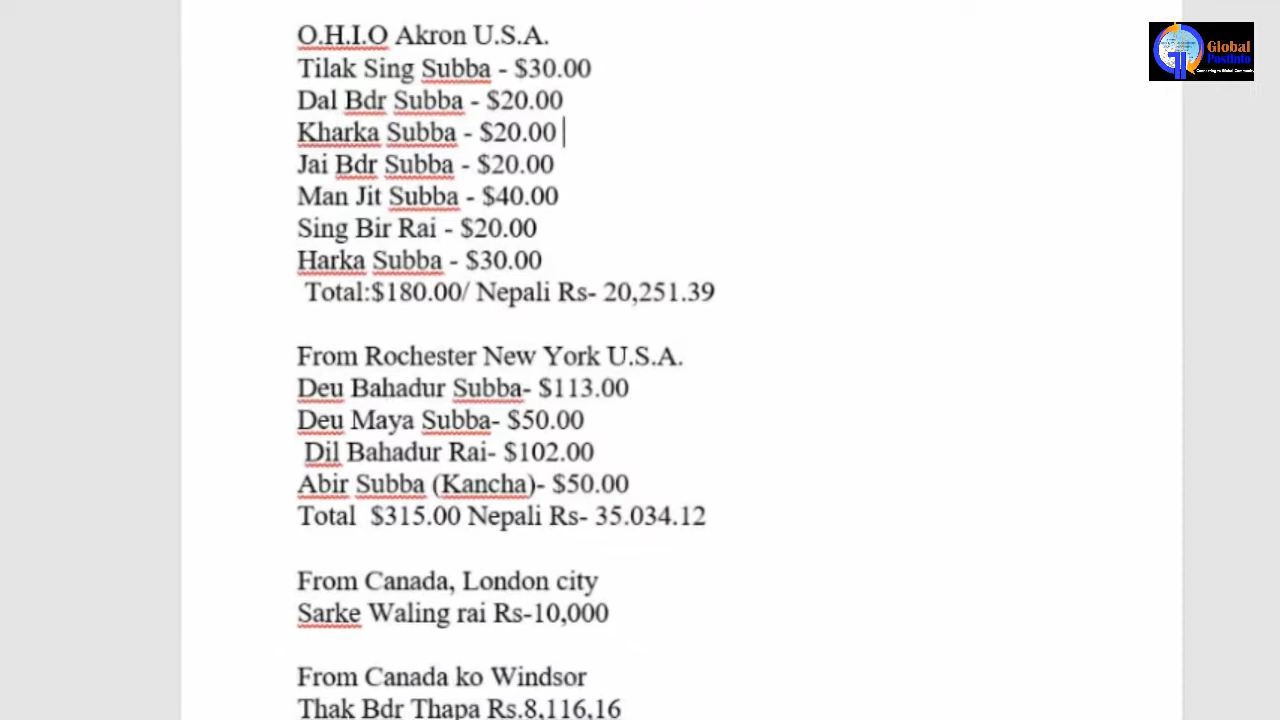 O.H.I.O Akron U.S.A.
Tilak Sing Subba - $30.00
Dal Bdr Subba - $20.00
Kharka Subba - $20.00
Jai Bdr Subba - $20.00
Man Jit Subba - $40.00
Sing Bir Rai - $20.00
Harka Subba - $30.00
Total:$180.00/ Nepali Rs- 20,251.39
From Rochester New York U.S.A.
Deu Bahadur Subba- $113.00
Deu Maya Subba- $50.00
Dil Bahadur Rai- $102.00
Abir Subba (Kancha)- $50.00
Total $315.00 Nepali Rs- 35.034.12
From Canada, London city
Sarke Waling rai Rs-10,000
From Canada ko Windsor
Thak Bdr Thapa Rs.8,116,16
Global
PostInfo